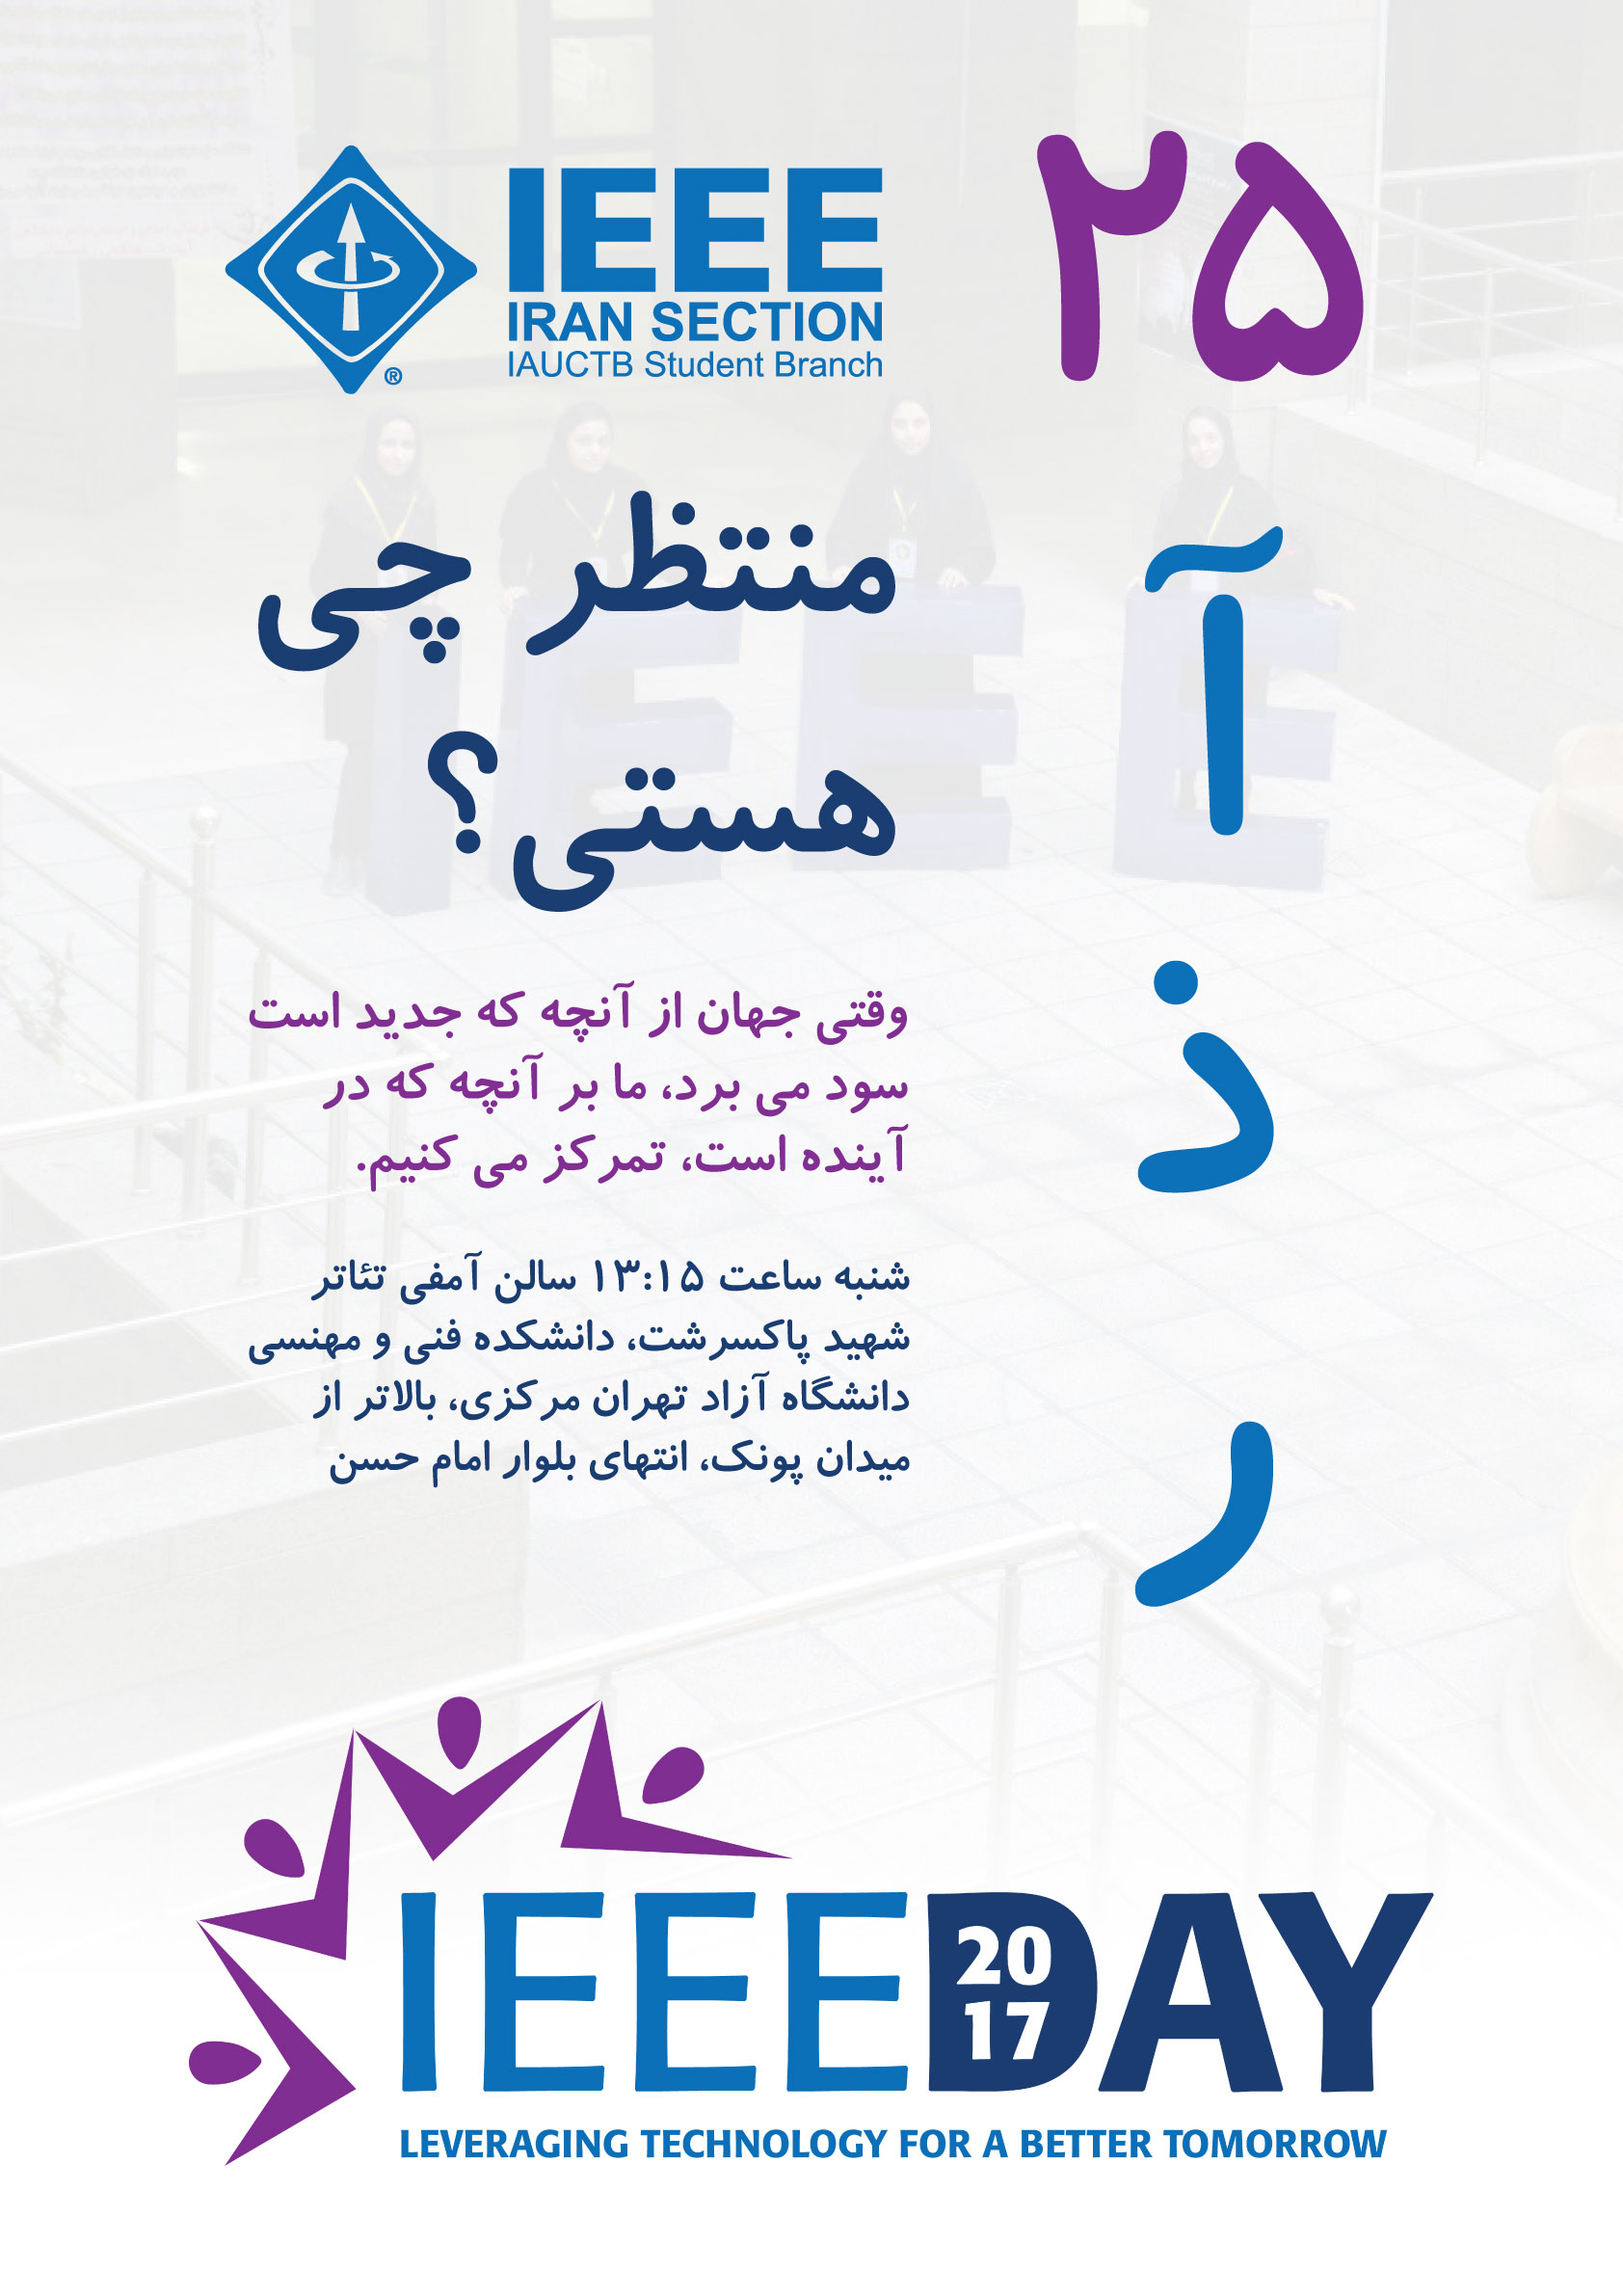 IEEE
IRAN SECTION
IAUCTB Student Branch
۲۵
آ
ذ
ر
منتظر چی
هستی؟
وقتی جهان از آنچه که جدید است
سود می برد، ما بر آنچه که در
آینده است، تمرکز می کنیم.
شنبه ساعت ۱۳:۱۵ سالن آمفی تئاتر
شهید پاکسرشت، دانشکده فنی و مهنسی
دانشگاه آزاد تهران مرکزی، بالاتر از
میدان پونک، انتهای بلوار امام حسن
IEEE DAY
20
17
LEVERAGING TECHNOLOGY FOR A BETTER TOMORROW